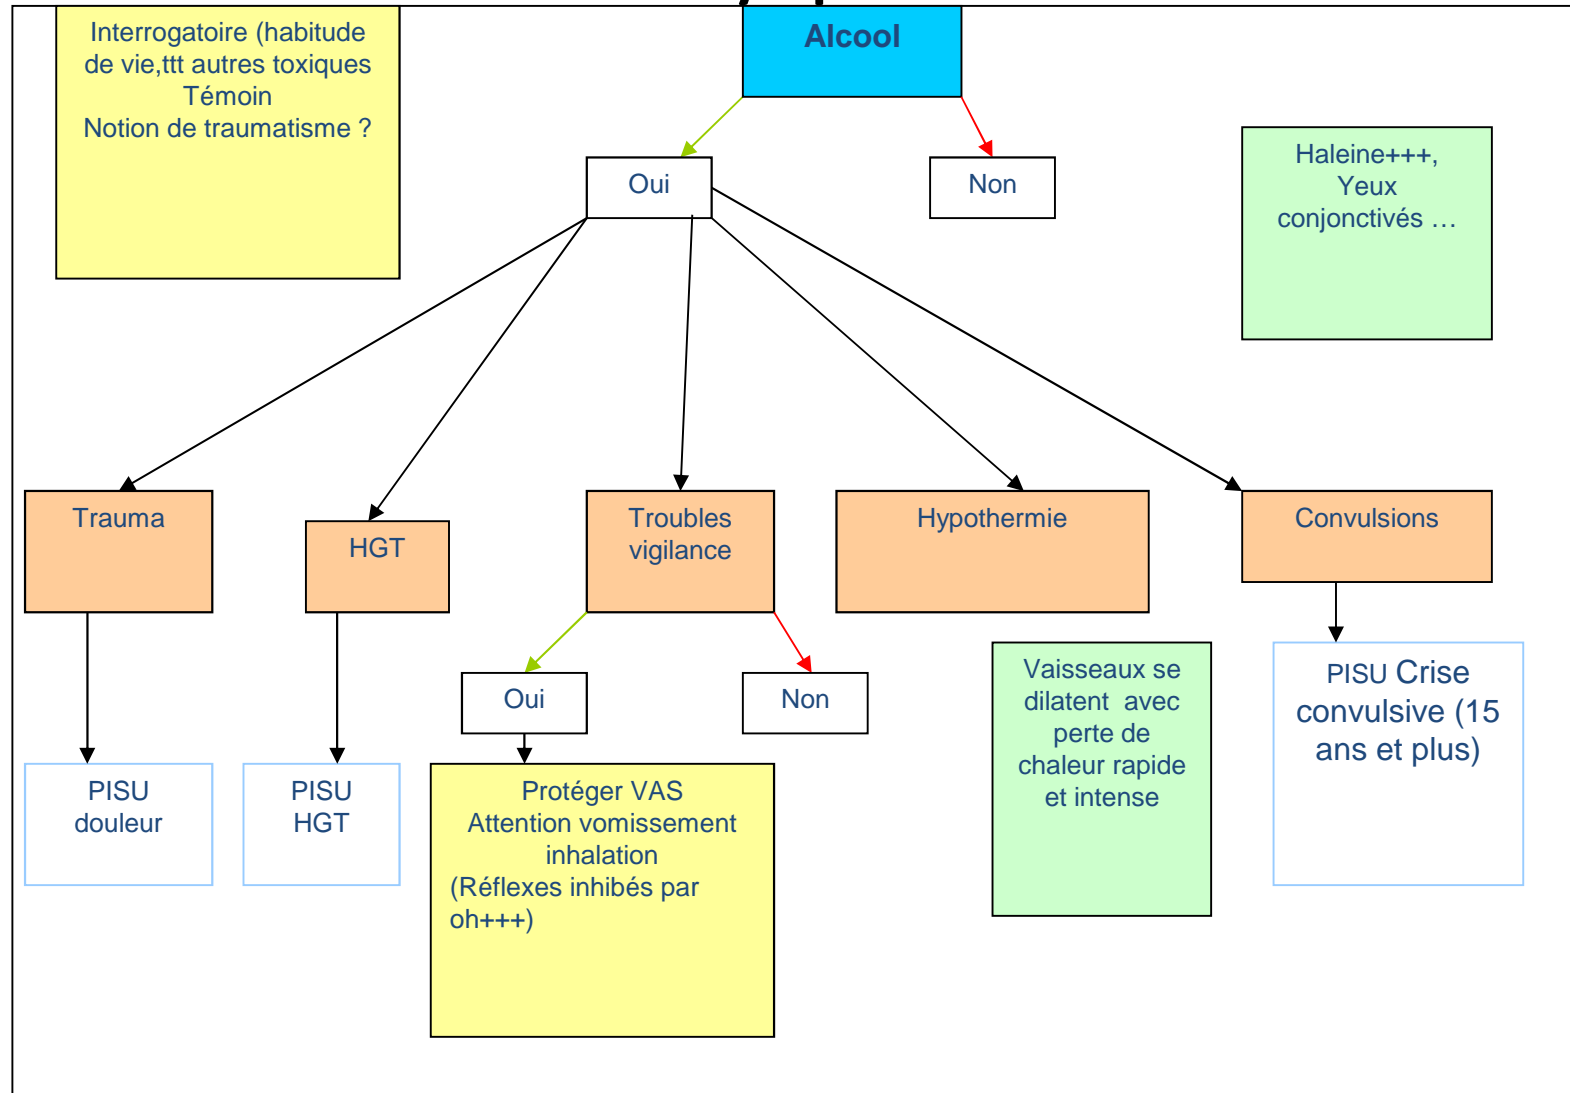 Interrogatoire (habitude
de vie,ttt autres toxiques
Témoin
Notion de traumatisme ?
Alcool
Oui
Non
Haleine+++,
Yeux
conjonctivés …
Trauma
HGT
Troubles
vigilance
Hypothermie
Convulsions
Oui
Non
PISU
douleur
PISU
HGT
Protéger VAS
Attention vomissement
inhalation
(Réflexes inhibés par
oh+++)
Vaisseaux se
dilatent avec
perte de
chaleur rapide
et intense
PISU Crise
convulsive (15
ans et plus)